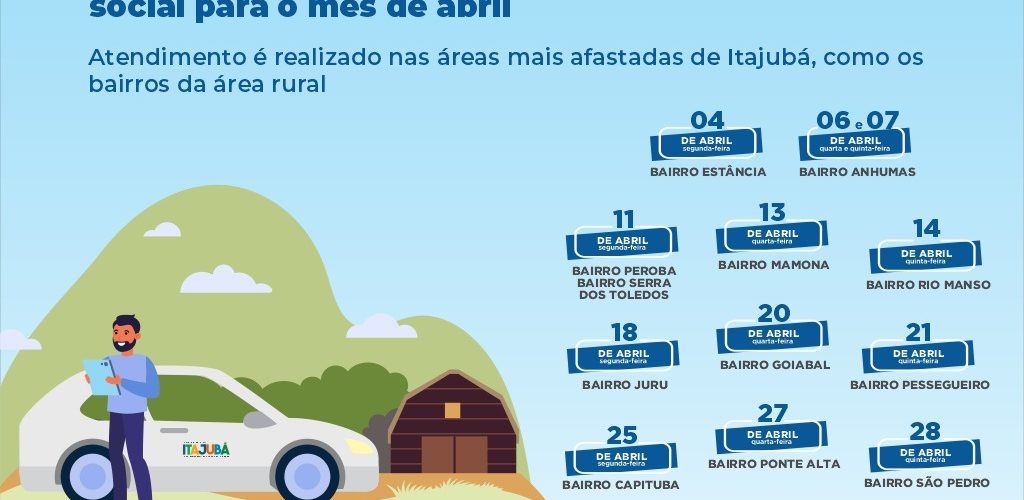 social para o mês de abril
Atendimento é realizado nas áreas mais afastadas de Itajubá, como os
bairros da área rural
04
DE ABRIL
segunda-feira
BAIRRO ESTÂNCIA
06 e 07
DE ABRIL
quarta e quinta-feira
BAIRRO ANHUMAS
11
DE ABRIL
segunda-feira
BAIRRO PEROBA
BAIRRO SERRA
DOS TOLEDOS
13
DE ABRIL
quarta-feira
BAIRRO MAMONA
14
DE ABRIL
quinta-feira
BAIRRO RIO MANSO
18
DE ABRIL
segunda-feira
BAIRRO JURU
20
DE ABRIL
quarta-feira
BAIRRO GOIABAL
21
DE ABRIL
quinta-feira
BAIRRO PESSEGUEIRO
25
DE ABRIL
segunda-feira
BAIRRO CAPITUBA
27
DE ABRIL
quarta-feira
BAIRRO PONTE ALTA
28
DE ABRIL
quinta-feira
BAIRRO SÃO PEDRO
ITAJUBÁ